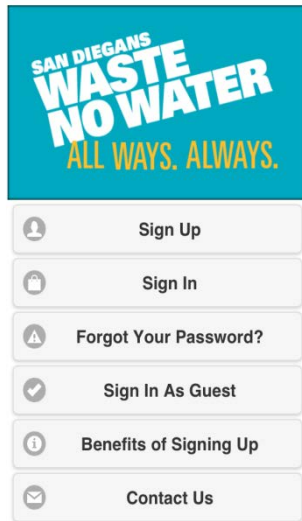 SAN DIEGANS
WASTE
NO WATER
ALL WAYS. ALWAYS.
Sign Up
Sign In
Forgot Your Password?
Sign In As Guest
Benefits of Signing Up
Contact Us